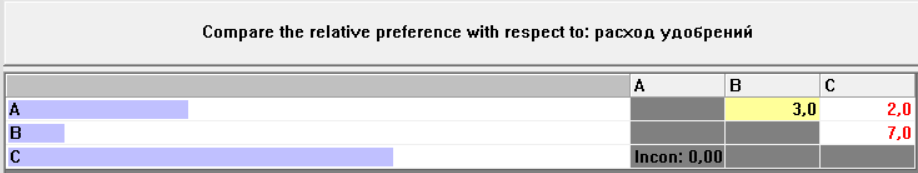 Compare the relative preference with respect to: расход удобрений
A B C
A 3,0 2,0
B 7,0
C Incon: 0,00